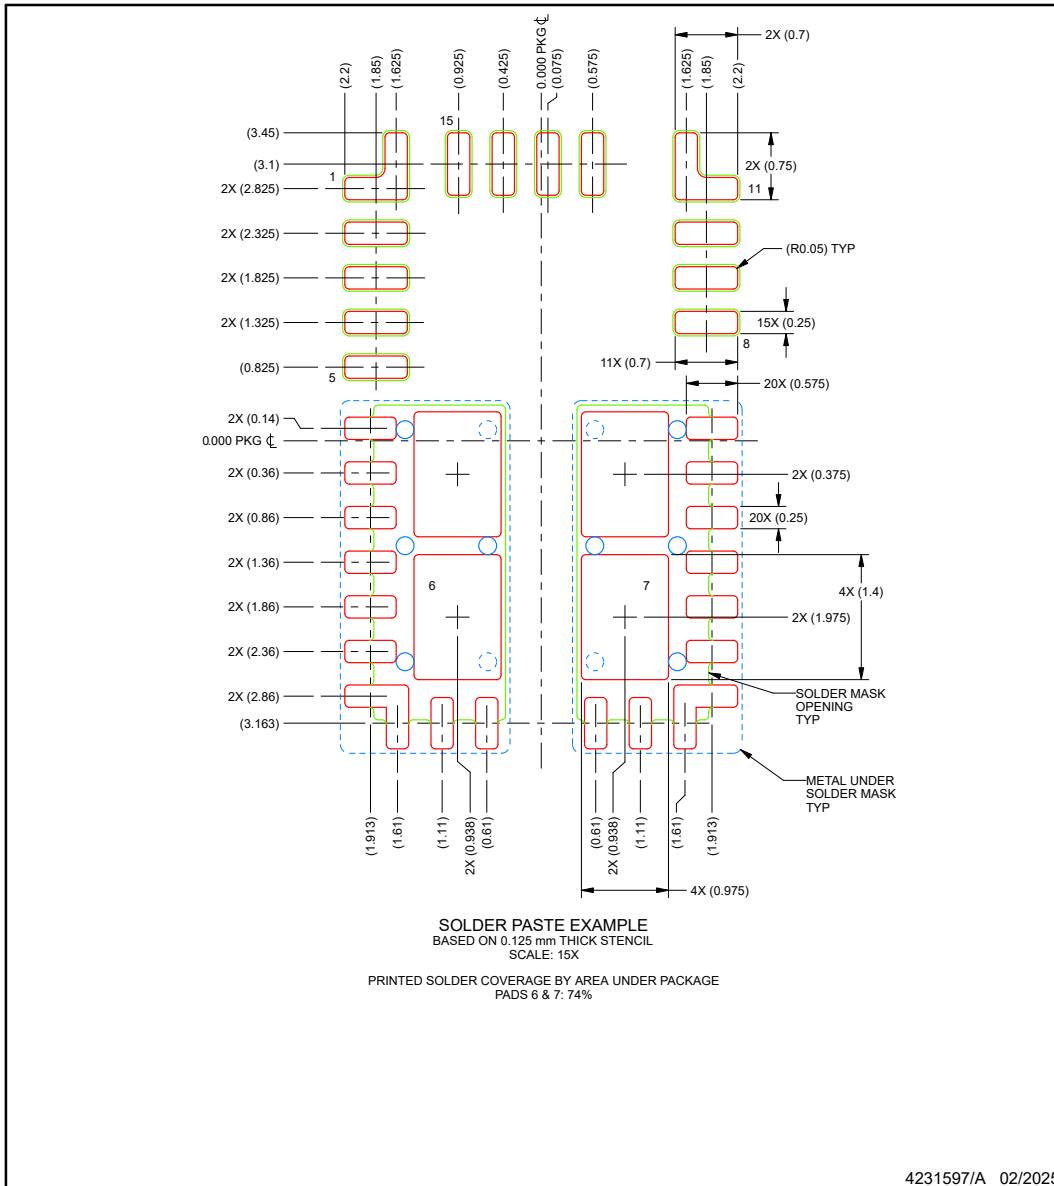 (2.2)
(1.85)
(1.625)
(0.925)
(0.425)
0.000 PKG ℄
(0.075)
(0.575)
(1.625)
(1.85)
(2.2)
2X (0.7)
15
(3.45)
(3.1)
1
2X (2.825)
2X (0.75)
11
2X (2.325)
(R0.05) TYP
2X (1.825)
2X (1.325)
15X (0.25)
8
(0.825)
5
11X (0.7)
20X (0.575)
2X (0.14)
0.000 PKG ℄
2X (0.36)
2X (0.375)
2X (0.86)
20X (0.25)
2X (1.36)
6
7
4X (1.4)
2X (1.86)
2X (1.975)
2X (2.36)
2X (2.86)
SOLDER MASK
OPENING
TYP
(3.163)
METAL UNDER
SOLDER MASK
TYP
(1.913)
(1.61)
(1.11)
2X (0.938)
(0.61)
(0.61)
2X (0.938)
(1.11)
(1.61)
(1.913)
4X (0.975)
SOLDER PASTE EXAMPLE
BASED ON 0.125 mm THICK STENCIL
SCALE: 15X
PRINTED SOLDER COVERAGE BY AREA UNDER PACKAGE
PADS 6 & 7: 74%
4231597/A 02/2025